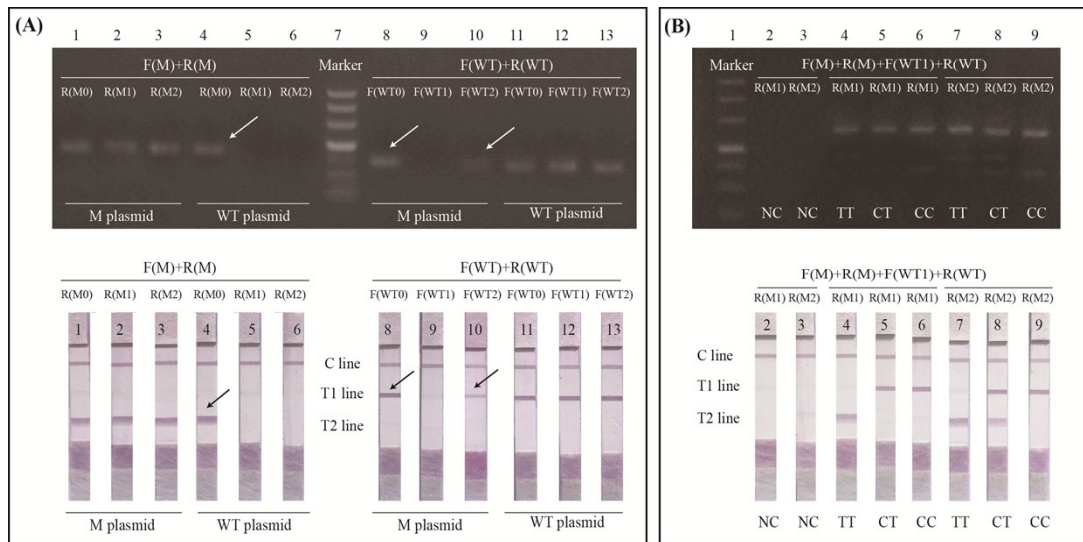 (A)
1 2 3 4 5 6 7 8 9 10 11 12 13
F(M)+R(M) Marker F(WT)+R(WT)
R(M0) R(M1) R(M2) R(M0) R(M1) R(M2) F(WT0) F(WT1) F(WT2) F(WT0) F(WT1) F(WT2)
M plasmid WT plasmid M plasmid WT plasmid
F(M)+R(M) F(WT)+R(WT)
R(M0) R(M1) R(M2) R(M0) R(M1) R(M2) F(WT0) F(WT1) F(WT2) F(WT0) F(WT1) F(WT2)
1 2 3 4 5 6 8 9 10 11 12 13
C line
T1 line
T2 line
M plasmid WT plasmid M plasmid WT plasmid
(B)
1 2 3 4 5 6 7 8 9
F(M)+R(M)+F(WT1)+R(WT)
Marker R(M1) R(M2) R(M1) R(M1) R(M1) R(M2) R(M2) R(M2)
NC NC TT CT CC TT CT CC
F(M)+R(M)+F(WT1)+R(WT)
R(M1) R(M2) R(M1) R(M1) R(M1) R(M2) R(M2) R(M2)
2 3 4 5 6 7 8 9
C line
T1 line
T2 line
NC NC TT CT CC TT CT CC